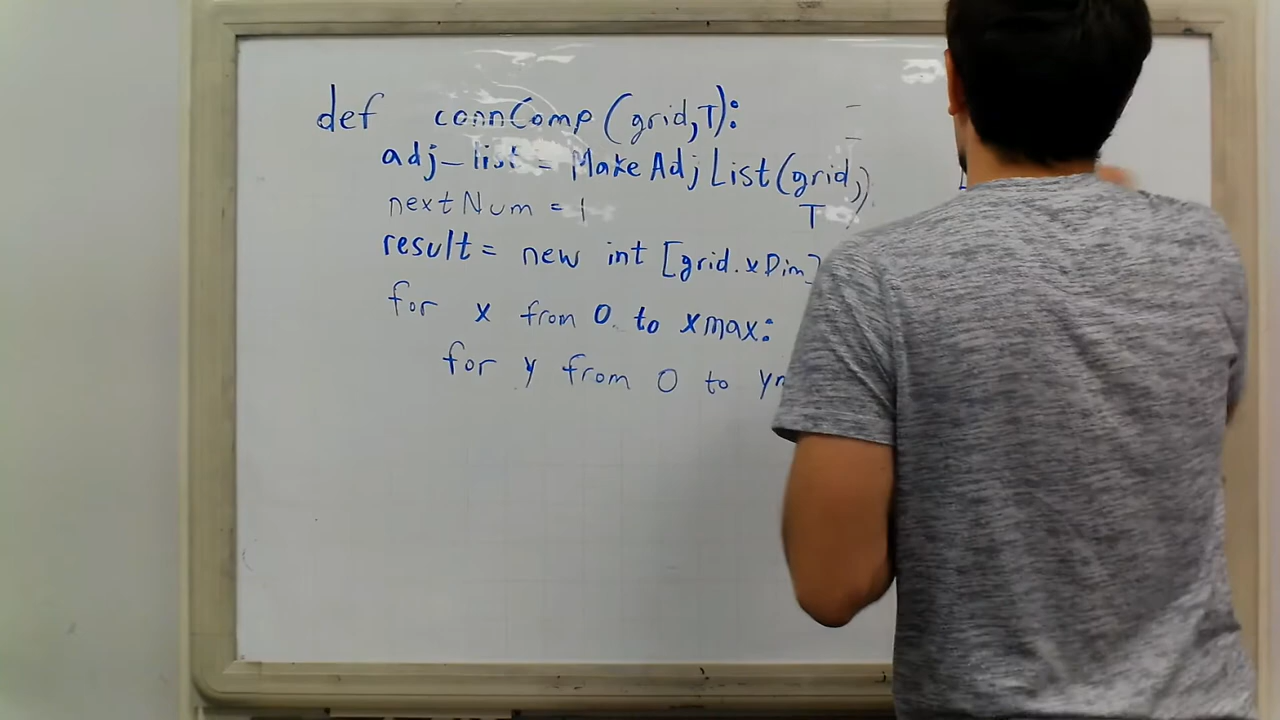 def connComp(grid,T):
adj_list = MakeAdjList(grid,
T)
nextNum = 1
result = new int [grid.xDim]
for x from 0 to xmax:
for y from 0 to